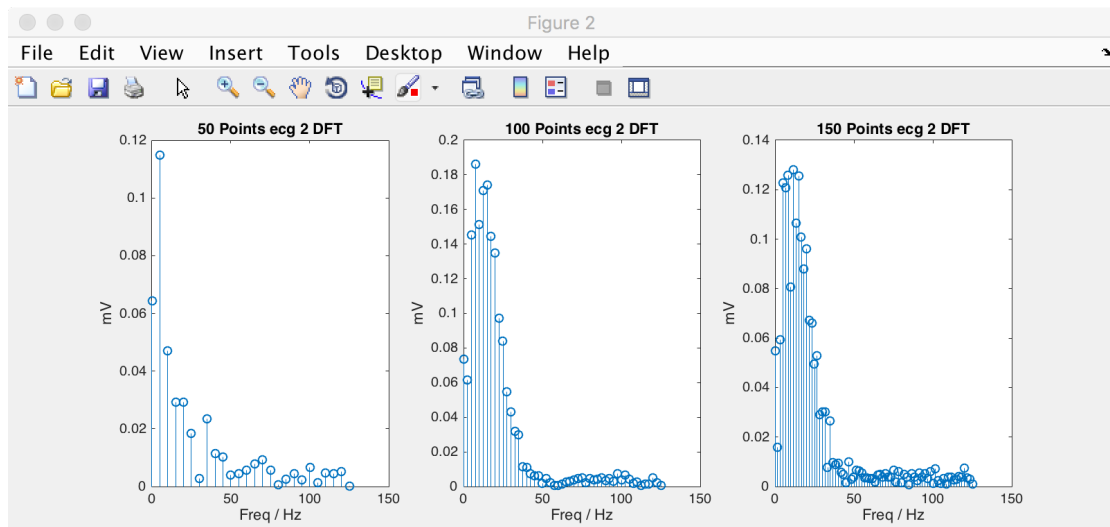 Figure 2
File Edit View Insert Tools Desktop Window Help
50 Points ecg 2 DFT
0.12
0.1
0.08
0.06
0.04
0.02
0
mV
0 50 100 150
Freq / Hz
100 Points ecg 2 DFT
0.2
0.18
0.16
0.14
0.12
0.1
0.08
0.06
0.04
0.02
0
mV
0 50 100 150
Freq / Hz
150 Points ecg 2 DFT
0.14
0.12
0.1
0.08
0.06
0.04
0.02
0
mV
0 50 100 150
Freq / Hz